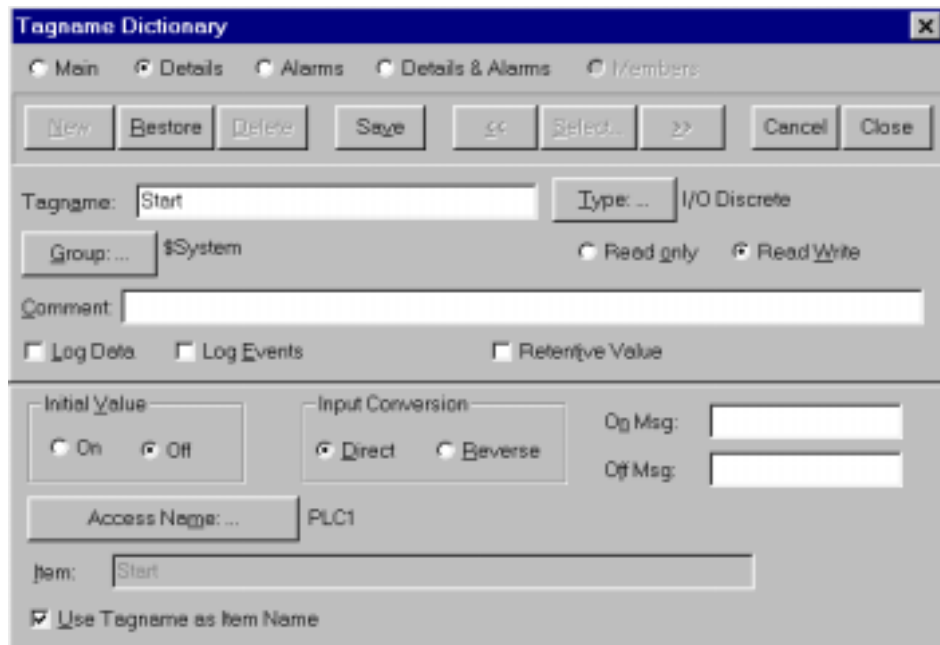 Tagname Dictionary
Main Details Alarms Details & Alarms Members
New Restore Delete Save << Select... >> Cancel Close
Tagname: Start Type: ... I/O Discrete
Group: ... $System Read only Read Write
Comment:
Log Data Log Events Retentive Value
Initial Value Input Conversion On Msg:
On Off Direct Reverse
Off Msg:
Access Name: ... PLC1
Item: Start
Use Tagname as Item Name